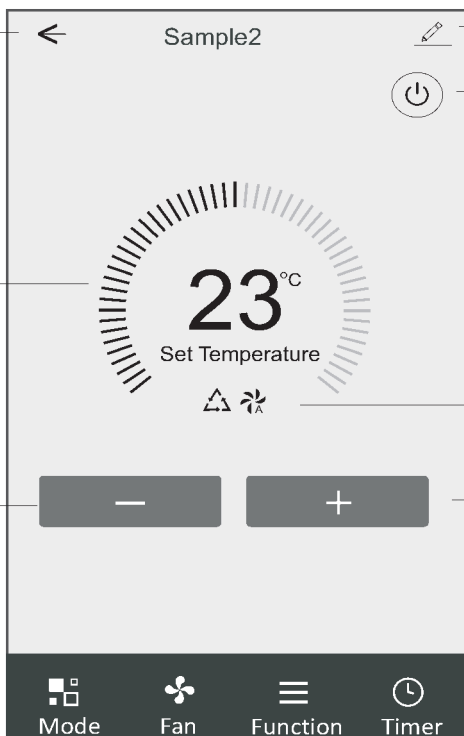 Sample2
23°C
Set Temperature
A
− +
Mode Fan Function Timer